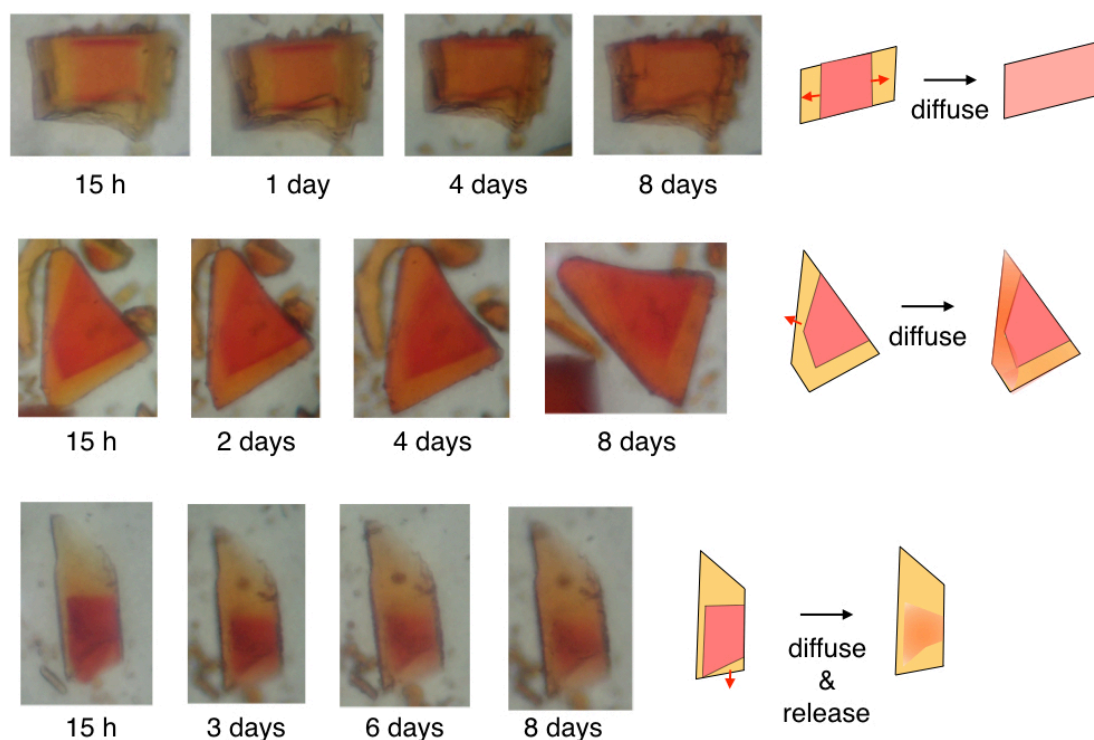 diffuse
15 h 1 day 4 days 8 days
diffuse
15 h 2 days 4 days 8 days
diffuse
&
release
15 h 3 days 6 days 8 days